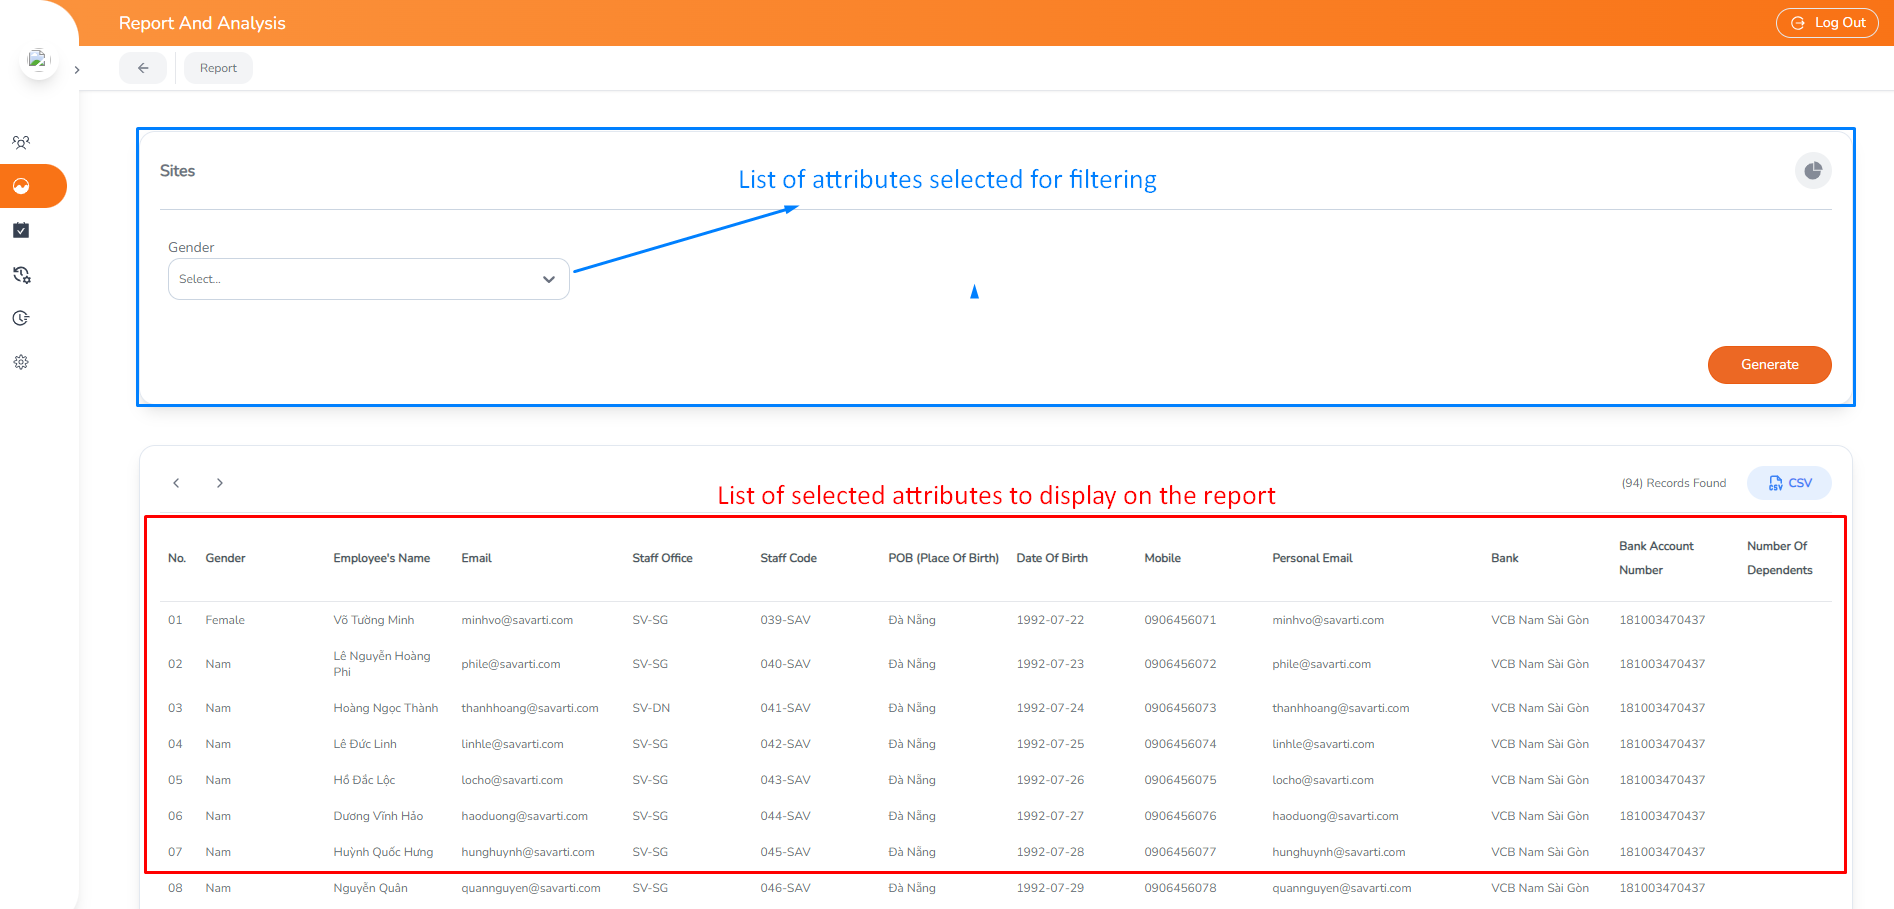 Report And Analysis
Log Out
Report
Sites
List of attributes selected for filtering
Gender
Select...
Generate
List of selected attributes to display on the report
(94) Records Found
CSV CSV
No. Gender Employee's Name Email Staff Office Staff Code POB (Place Of Birth) Date Of Birth Mobile Personal Email Bank Bank Account Number Number Of Dependents
01 Female Võ Tường Minh minhvo@savarti.com SV-SG 039-SAV Đà Nẵng 1992-07-22 0906456071 minhvo@savarti.com VCB Nam Sài Gòn 181003470437
02 Nam Lê Nguyễn Hoàng Phi phile@savarti.com SV-SG 040-SAV Đà Nẵng 1992-07-23 0906456072 phile@savarti.com VCB Nam Sài Gòn 181003470437
03 Nam Hoàng Ngọc Thành thanhhoang@savarti.com SV-DN 041-SAV Đà Nẵng 1992-07-24 0906456073 thanhhoang@savarti.com VCB Nam Sài Gòn 181003470437
04 Nam Lê Đức Linh linhle@savarti.com SV-SG 042-SAV Đà Nẵng 1992-07-25 0906456074 linhle@savarti.com VCB Nam Sài Gòn 181003470437
05 Nam Hồ Đắc Lộc locho@savarti.com SV-SG 043-SAV Đà Nẵng 1992-07-26 0906456075 locho@savarti.com VCB Nam Sài Gòn 181003470437
06 Nam Dương Vĩnh Hảo haoduong@savarti.com SV-SG 044-SAV Đà Nẵng 1992-07-27 0906456076 haoduong@savarti.com VCB Nam Sài Gòn 181003470437
07 Nam Huỳnh Quốc Hưng hunghuynh@savarti.com SV-SG 045-SAV Đà Nẵng 1992-07-28 0906456077 hunghuynh@savarti.com VCB Nam Sài Gòn 181003470437
08 Nam Nguyễn Quân quannguyen@savarti.com SV-SG 046-SAV Đà Nẵng 1992-07-29 0906456078 quannguyen@savarti.com VCB Nam Sài Gòn 181003470437